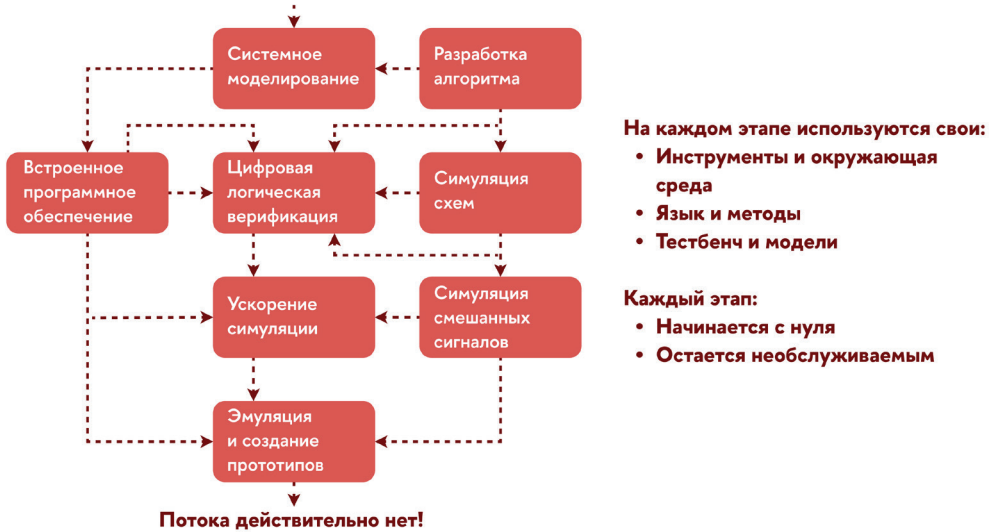 Системное
моделирование
Разработка
алгоритма
Встроенное
программное
обеспечение
Цифровая
логическая
верификация
Симуляция
схем
Ускорение
симуляции
Симуляция
смешанных
сигналов
Эмуляция
и создание
прототипов
Потока действительно нет!
На каждом этапе используются свои:
• Инструменты и окружающая
среда
• Язык и методы
• Тестбенч и модели
Каждый этап:
• Начинается с нуля
• Остается необслуживаемым